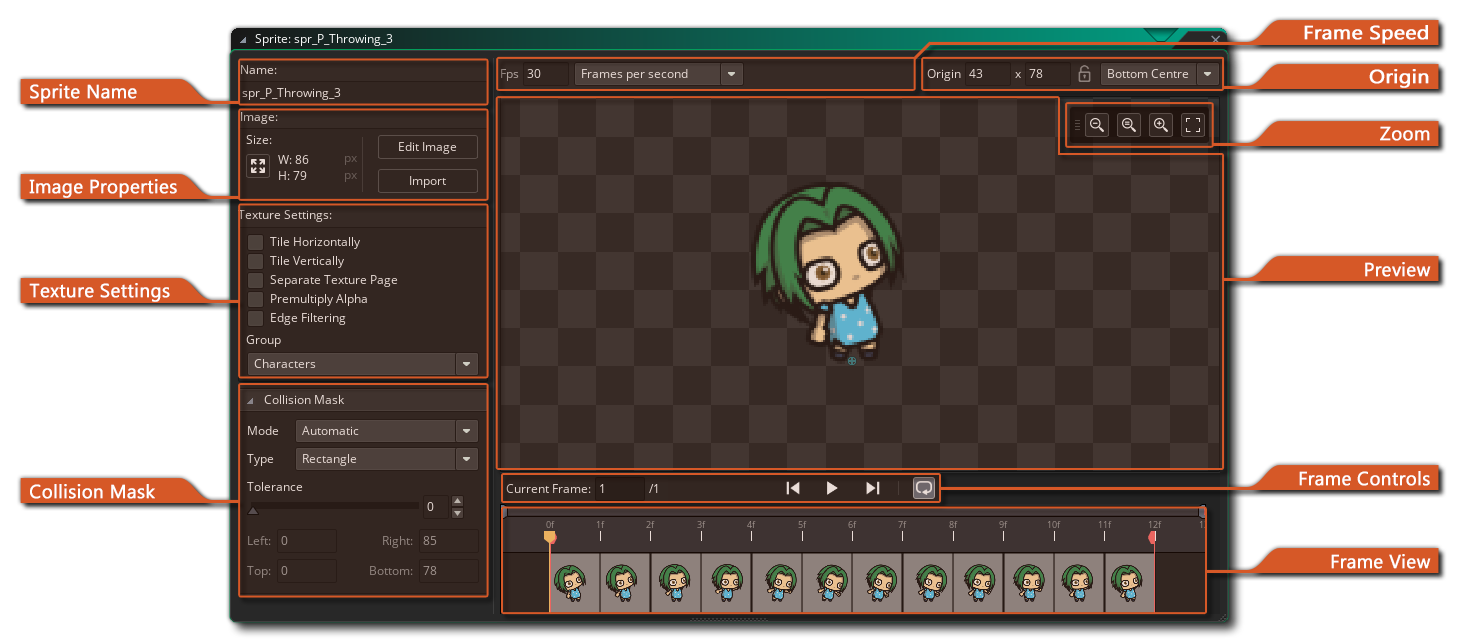 Sprite: spr_P_Throwing_3
Frame Speed
Name:
Fps 30 Frames per second
Origin 43 x 78 Bottom Centre
Origin
Sprite Name
spr_P_Throwing_3
Image:
Size:
W: 86 px
H: 79 px
Edit Image
Import
Zoom
Image Properties
Texture Settings:
Tile Horizontally
Tile Vertically
Separate Texture Page
Premultiply Alpha
Edge Filtering
Group
Characters
Texture Settings
Preview
Collision Mask
Mode Automatic
Type Rectangle
Tolerance
0
Left: 0 Right: 85
Top: 0 Bottom: 78
Collision Mask
Current Frame: 1 /1
Frame Controls
0f 1f 2f 3f 4f 5f 6f 7f 8f 9f 10f 11f 12f
Frame View